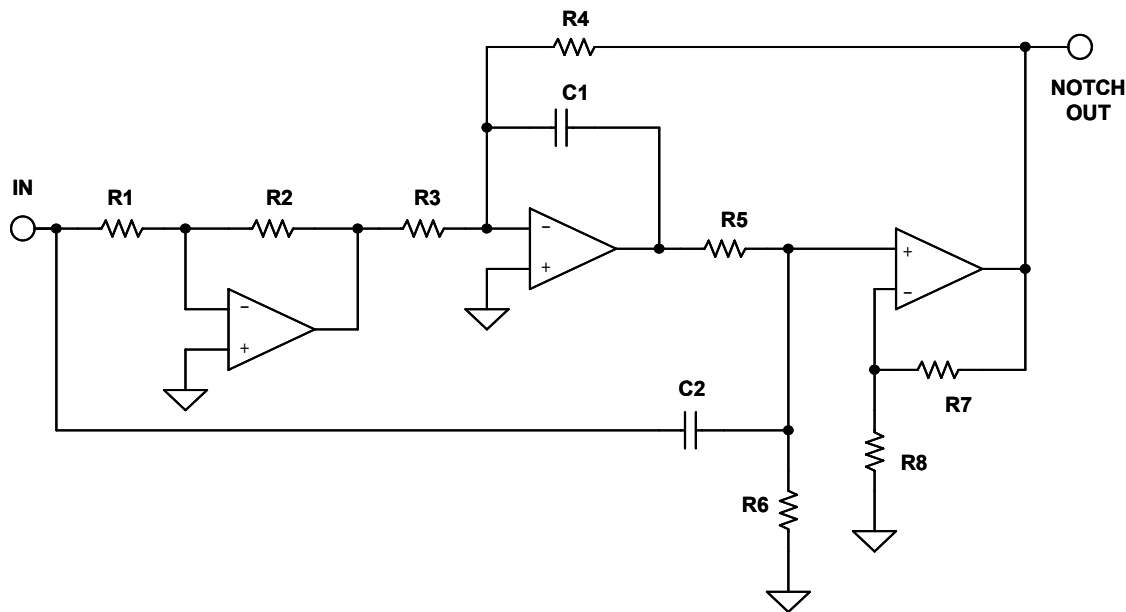 R4
C1
NOTCH
OUT
IN
R1
R2
R3
R5
−
+
+
−
−
+
C2
R7
R8
R6